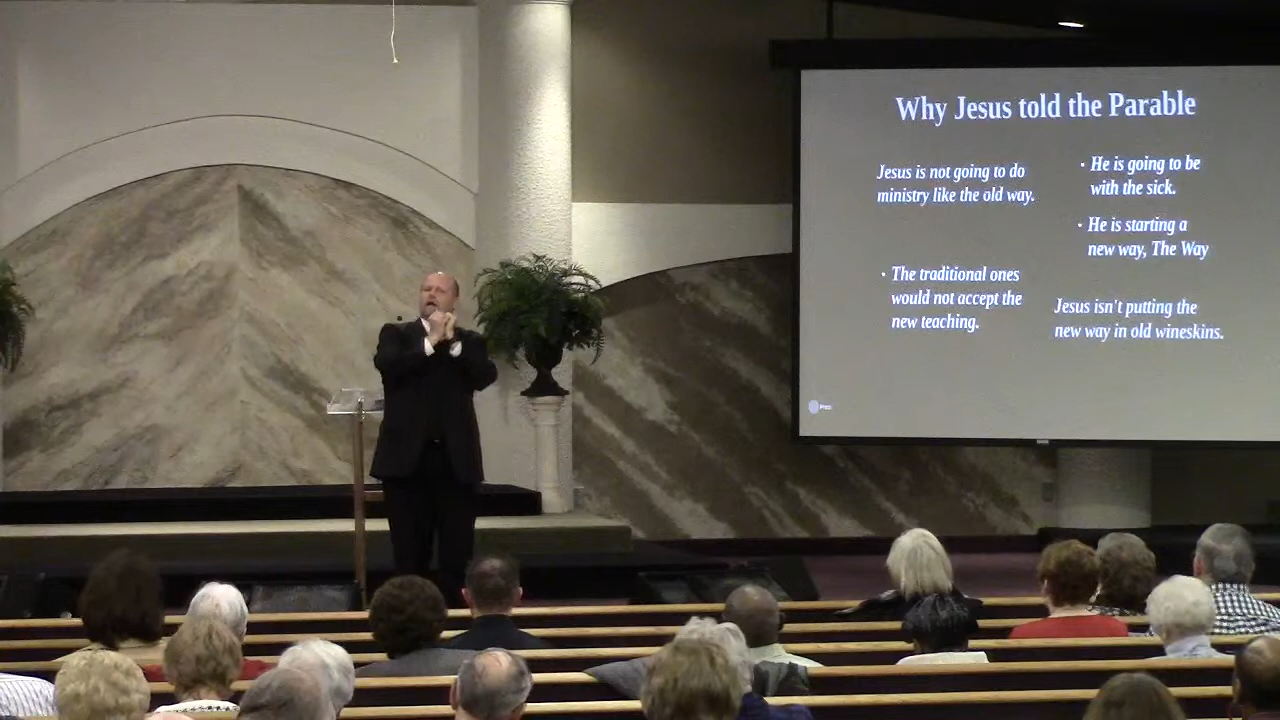 Why Jesus told the Parable
Jesus is not going to do
ministry like the old way.
· The traditional ones
would not accept the
new teaching.
· He is going to be
with the sick.
· He is starting a
new way, The Way
Jesus isn't putting the
new way in old wineskins.